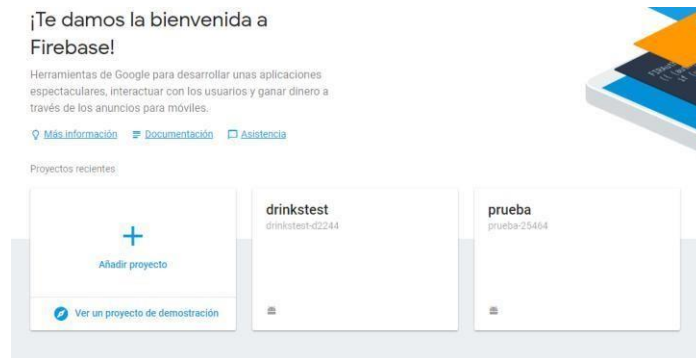 ¡Te damos la bienvenida a
Firebase!
Herramientas de Google para desarrollar unas aplicaciones
espectaculares, interactuar con los usuarios y ganar dinero a
través de los anuncios para móviles.
Más información Documentación Asistencia
Proyectos recientes
Añadir proyecto
Ver un proyecto de demostración
drinkstest
drinkstest-d2244
prueba
prueba-25464